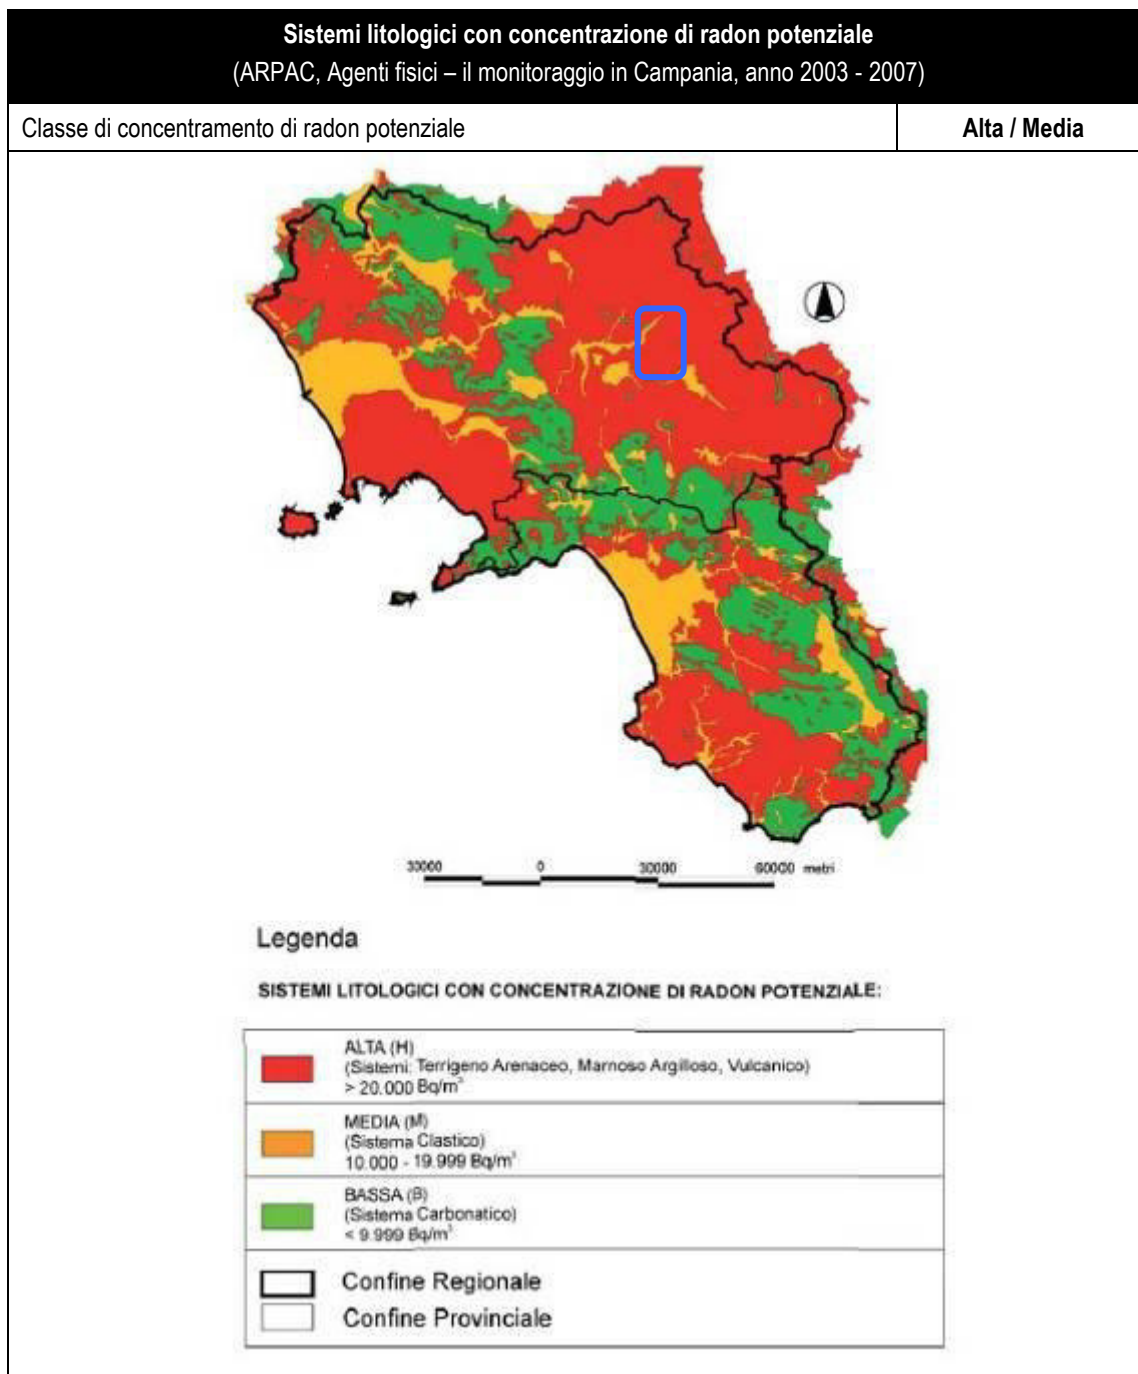 Sistemi litologici con concentrazione di radon potenziale
(ARPAC, Agenti fisici – il monitoraggio in Campania, anno 2003 - 2007)
Classe di concentramento di radon potenziale Alta / Media
30000 0 30000 60000 metri
Legenda
SISTEMI LITOLOGICI CON CONCENTRAZIONE DI RADON POTENZIALE:
ALTA (H)
(Sistemi: Terrigeno Arenaceo, Marnoso Argilloso, Vulcanico)
> 20.000 Bq/m³
MEDIA (M)
(Sistema Clastico)
10.000 - 19.999 Bq/m³
BASSA (B)
(Sistema Carbonatico)
< 9.999 Bq/m³
Confine Regionale
Confine Provinciale